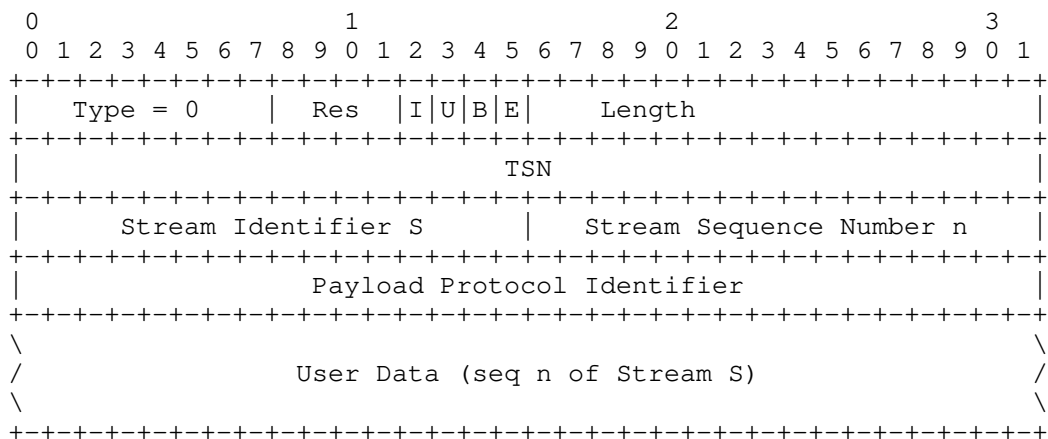 0                   1                   2                   3
 0 1 2 3 4 5 6 7 8 9 0 1 2 3 4 5 6 7 8 9 0 1 2 3 4 5 6 7 8 9 0 1
+-+-+-+-+-+-+-+-+-+-+-+-+-+-+-+-+-+-+-+-+-+-+-+-+-+-+-+-+-+-+-+-+
|   Type = 0    |  Res  |I|U|B|E|    Length                     |
+-+-+-+-+-+-+-+-+-+-+-+-+-+-+-+-+-+-+-+-+-+-+-+-+-+-+-+-+-+-+-+-+
|                              TSN                              |
+-+-+-+-+-+-+-+-+-+-+-+-+-+-+-+-+-+-+-+-+-+-+-+-+-+-+-+-+-+-+-+-+
|      Stream Identifier S      |   Stream Sequence Number n    |
+-+-+-+-+-+-+-+-+-+-+-+-+-+-+-+-+-+-+-+-+-+-+-+-+-+-+-+-+-+-+-+-+
|                  Payload Protocol Identifier                  |
+-+-+-+-+-+-+-+-+-+-+-+-+-+-+-+-+-+-+-+-+-+-+-+-+-+-+-+-+-+-+-+-+
\                                                               \
/                 User Data (seq n of Stream S)                 /
\                                                               \
+-+-+-+-+-+-+-+-+-+-+-+-+-+-+-+-+-+-+-+-+-+-+-+-+-+-+-+-+-+-+-+-+